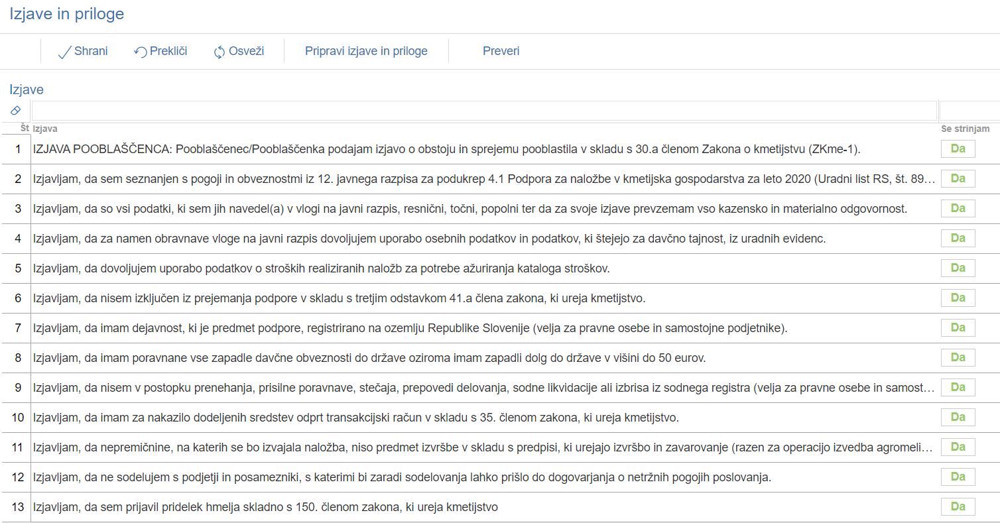 Izjave in priloge
Shrani Prekliči Osveži Pripravi izjave in priloge Preveri
Izjave
Št Izjava Se strinjam
1 IZJAVA POOBLAŠČENCA: Pooblaščenec/Pooblaščenka podajam izjavo o obstoju in sprejemu pooblastila v skladu s 30.a členom Zakona o kmetijstvu (ZKme-1). Da
2 Izjavljam, da sem seznanjen s pogoji in obveznostmi iz 12. javnega razpisa za podukrep 4.1 Podpora za naložbe v kmetijska gospodarstva za leto 2020 (Uradni list RS, št. 89… Da
3 Izjavljam, da so vsi podatki, ki sem jih navedel(a) v vlogi na javni razpis, resnični, točni, popolni ter da za svoje izjave prevzemam vso kazensko in materialno odgovornost. Da
4 Izjavljam, da za namen obravnave vloge na javni razpis dovoljujem uporabo osebnih podatkov in podatkov, ki štejejo za davčno tajnost, iz uradnih evidenc. Da
5 Izjavljam, da dovoljujem uporabo podatkov o stroških realiziranih naložb za potrebe ažuriranja kataloga stroškov. Da
6 Izjavljam, da nisem izključen iz prejemanja podpore v skladu s tretjim odstavkom 41.a člena zakona, ki ureja kmetijstvo. Da
7 Izjavljam, da imam dejavnost, ki je predmet podpore, registrirano na ozemlju Republike Slovenije (velja za pravne osebe in samostojne podjetnike). Da
8 Izjavljam, da imam poravnane vse zapadle davčne obveznosti do države oziroma imam zapadli dolg do države v višini do 50 eurov. Da
9 Izjavljam, da nisem v postopku prenehanja, prisilne poravnave, stečaja, prepovedi delovanja, sodne likvidacije ali izbrisa iz sodnega registra (velja za pravne osebe in samost… Da
10 Izjavljam, da imam za nakazilo dodeljenih sredstev odprt transakcijski račun v skladu s 35. členom zakona, ki ureja kmetijstvo. Da
11 Izjavljam, da nepremičnine, na katerih se bo izvajala naložba, niso predmet izvršbe v skladu s predpisi, ki urejajo izvršbo in zavarovanje (razen za operacijo izvedba agromeli… Da
12 Izjavljam, da ne sodelujem s podjetji in posamezniki, s katerimi bi zaradi sodelovanja lahko prišlo do dogovarjanja o netržnih pogojih poslovanja. Da
13 Izjavljam, da sem prijavil pridelek hmelja skladno s 150. členom zakona, ki ureja kmetijstvo Da